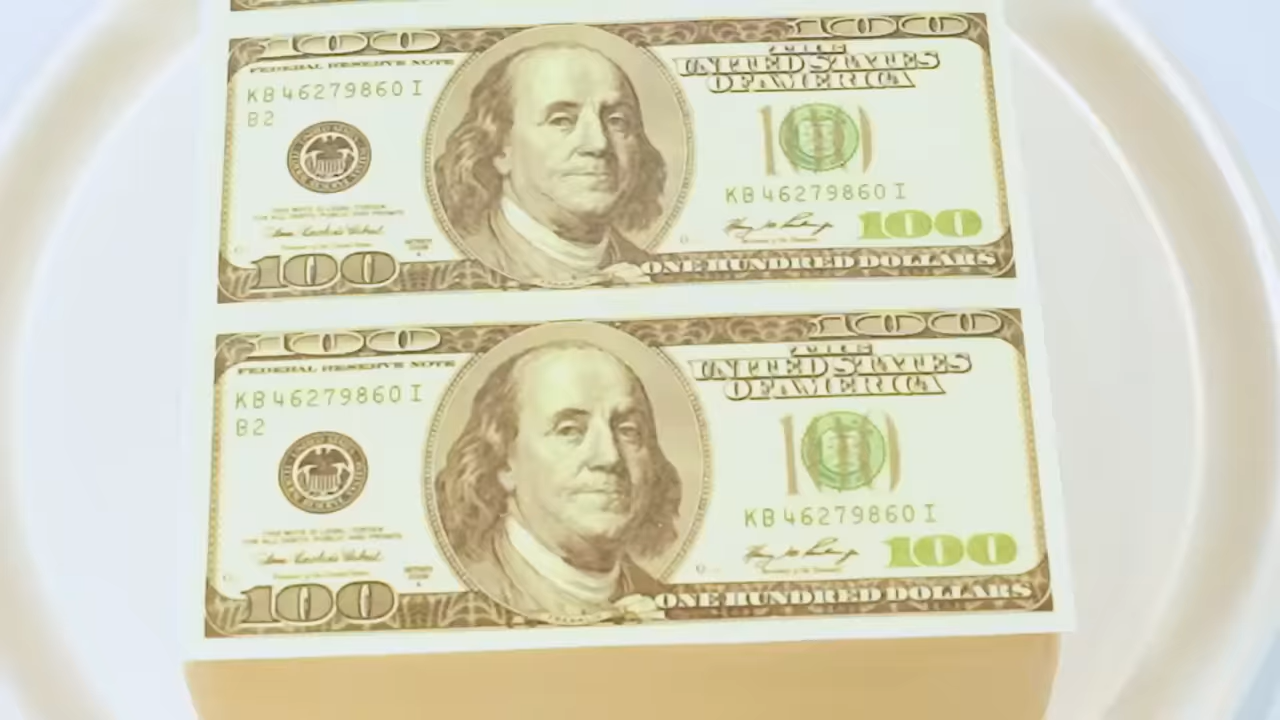 100
100
THE
FEDERAL RESERVE NOTE
UNITED STATES
OF AMERICA
KB 46279860 I
B2
KB 46279860 I
100
100
ONE HUNDRED DOLLARS
100
100
THE
FEDERAL RESERVE NOTE
UNITED STATES
OF AMERICA
KB 46279860 I
B2
KB 46279860 I
100
100
ONE HUNDRED DOLLARS